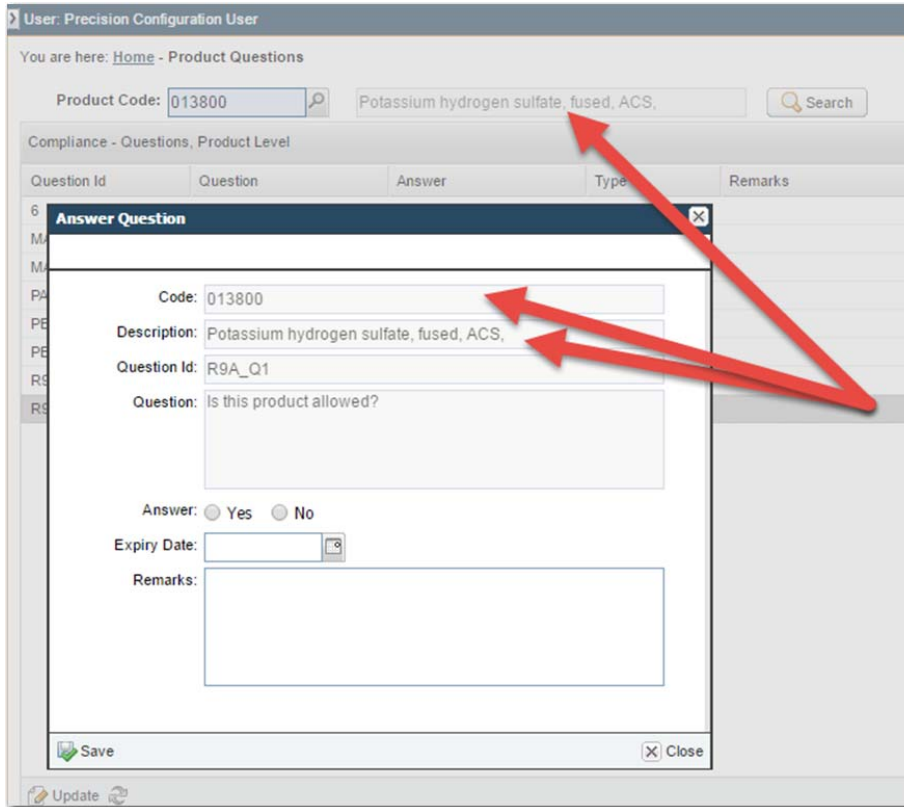 User: Precision Configuration User
You are here: Home - Product Questions
Product Code: 013800 Potassium hydrogen sulfate, fused, ACS, Search
Compliance - Questions, Product Level
Question Id Question Answer Type Remarks
6
Answer Question
MA
MA
PA
PE
PE
R9
R9
Code: 013800
Description: Potassium hydrogen sulfate, fused, ACS,
Question Id: R9A_Q1
Question: Is this product allowed?
Answer: Yes No
Expiry Date:
Remarks:
Save Close
Update